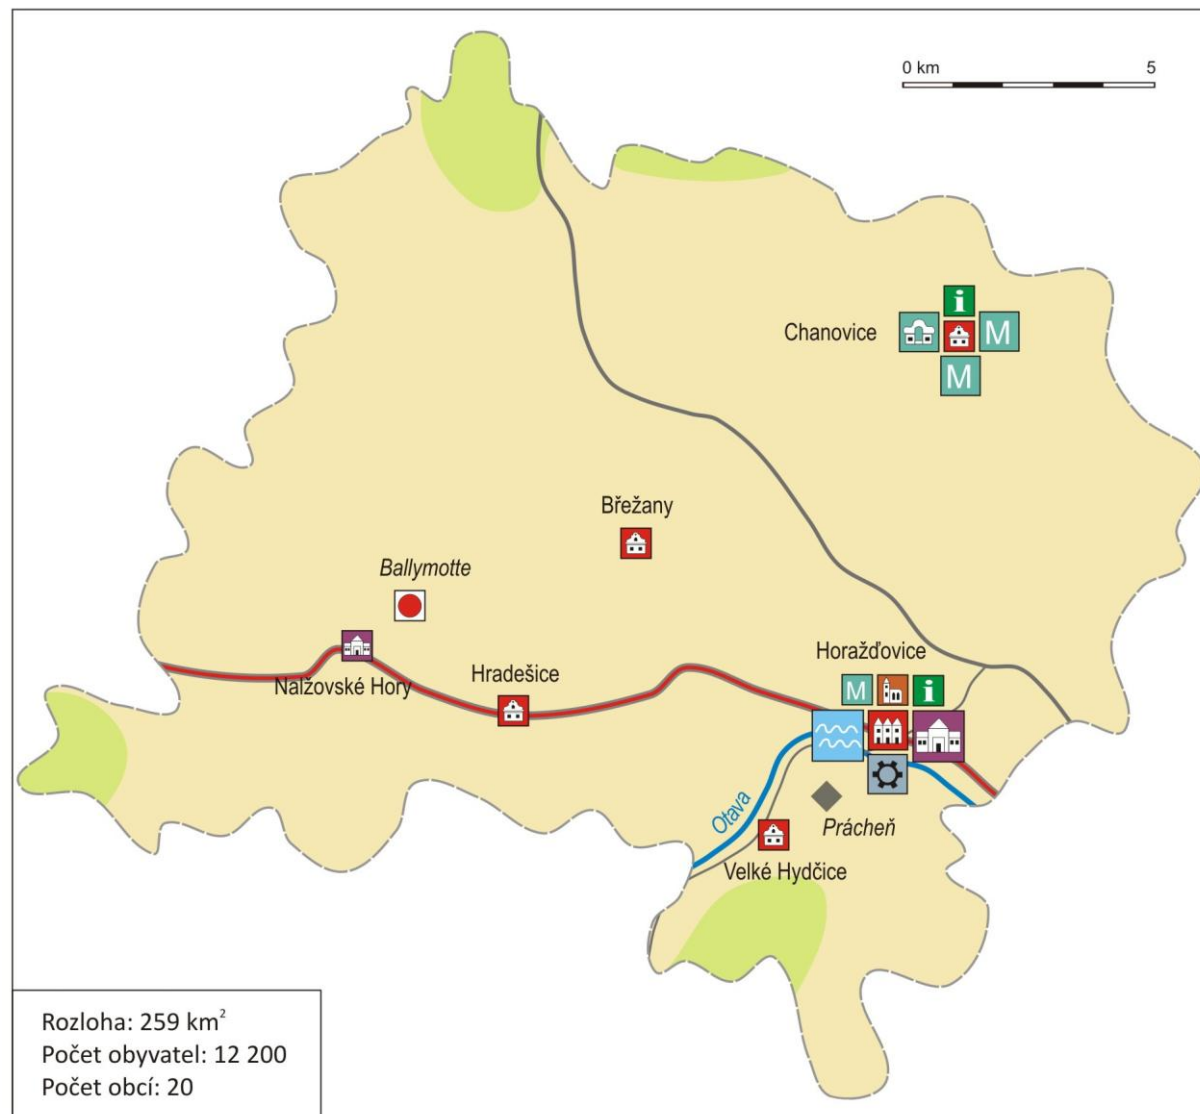 0 km 5
Chanovice
M
M
Břežany
Ballymotte
Horažďovice
Hradešice
Nalžovské Hory
M
Otava
Prácheň
Velké Hydčice
Rozloha: 259 km²
Počet obyvatel: 12 200
Počet obcí: 20